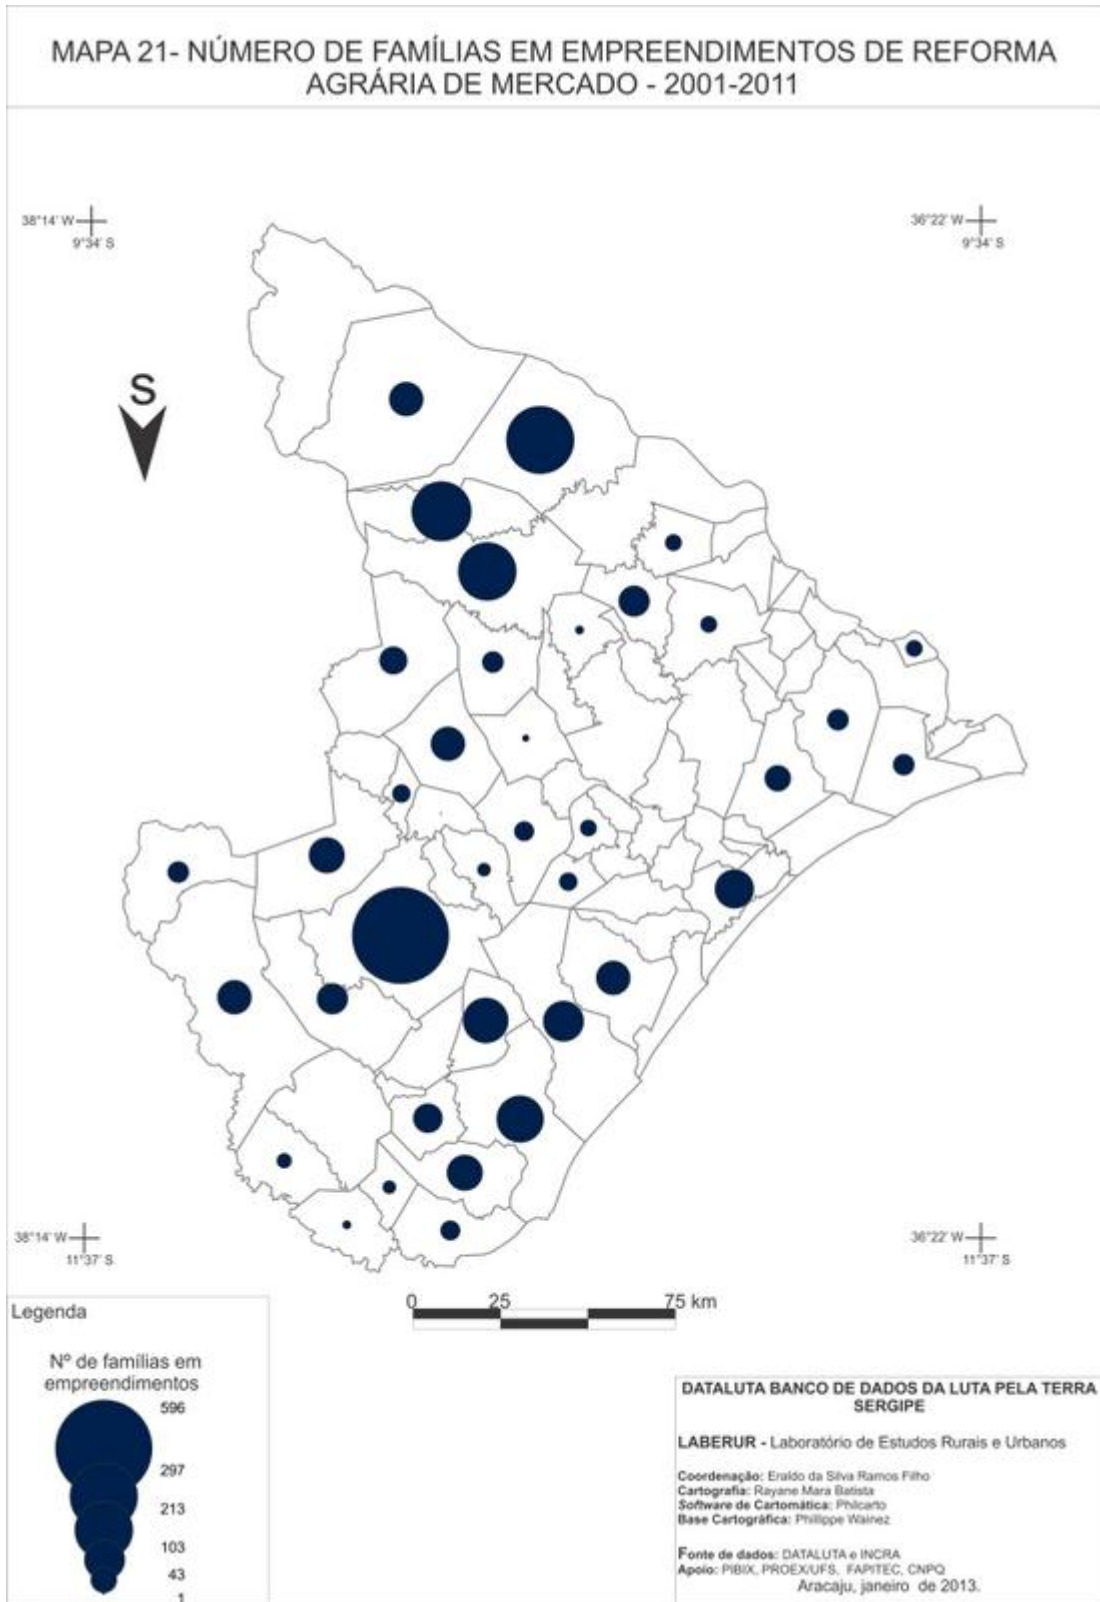 MAPA 21- NÚMERO DE FAMÍLIAS EM EMPREENDIMENTOS DE REFORMA
AGRÁRIA DE MERCADO - 2001-2011
38°14' W
9°34' S
36°22' W
9°34' S
S
38°14' W
11°37' S
36°22' W
11°37' S
0 25 75 km
Legenda
Nº de famílias em
empreendimentos
596
297
213
103
43
1
DATALUTA BANCO DE DADOS DA LUTA PELA TERRA
SERGIPE
LABERUR - Laboratório de Estudos Rurais e Urbanos
Coordenação: Eraldo da Silva Ramos Filho
Cartografia: Rayane Mara Batista
Software de Cartomática: Philcarto
Base Cartográfica: Phillippe Wainez
Fonte de dados: DATALUTA e INCRA
Apoio: PIBIX, PROEX/UFS, FAPITEC, CNPQ
Aracaju, janeiro de 2013.